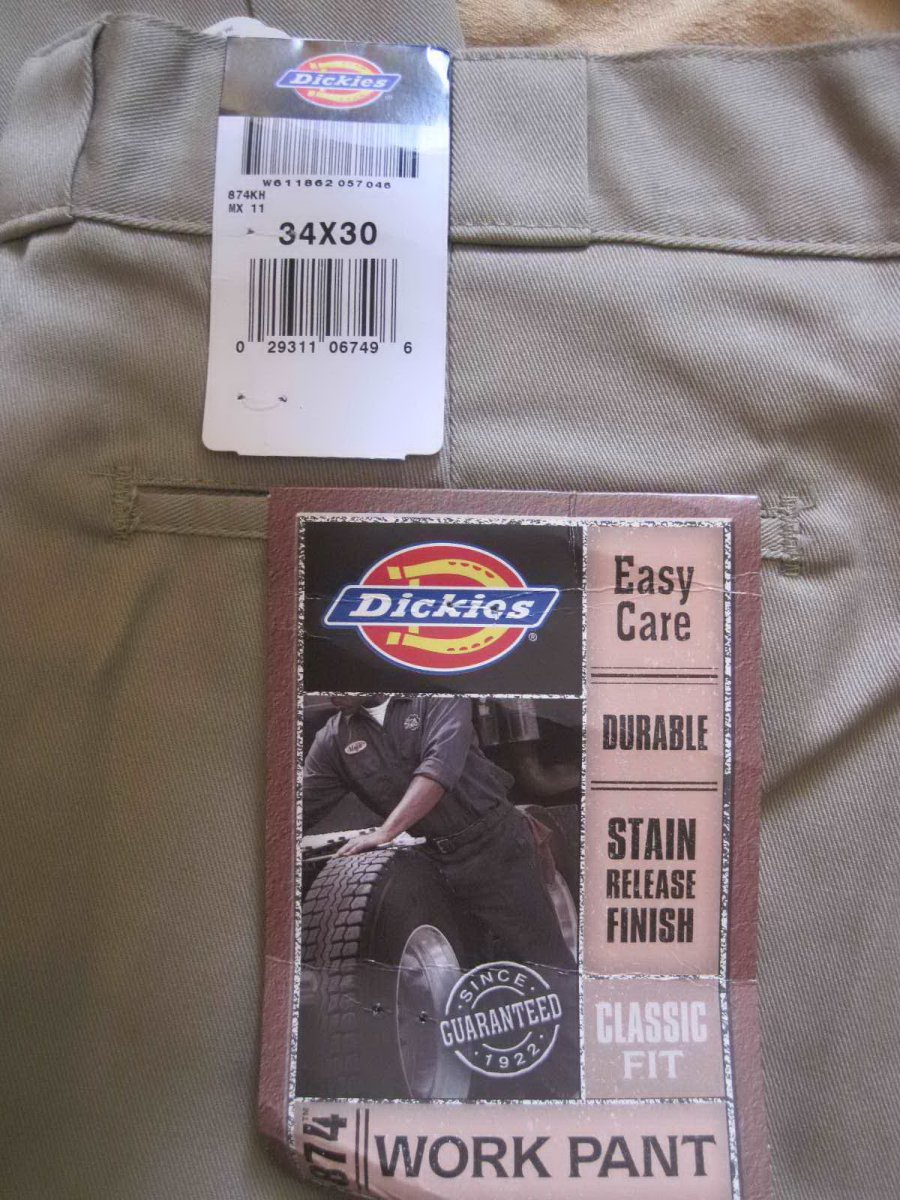 Dickies
W611862 057046
874KH
MX 11
34X30
0 29311 06749 6
Dickies
®
Easy
Care
DURABLE
STAIN
RELEASE
FINISH
SINCE
GUARANTEED
1922
CLASSIC
FIT
874™
WORK PANT